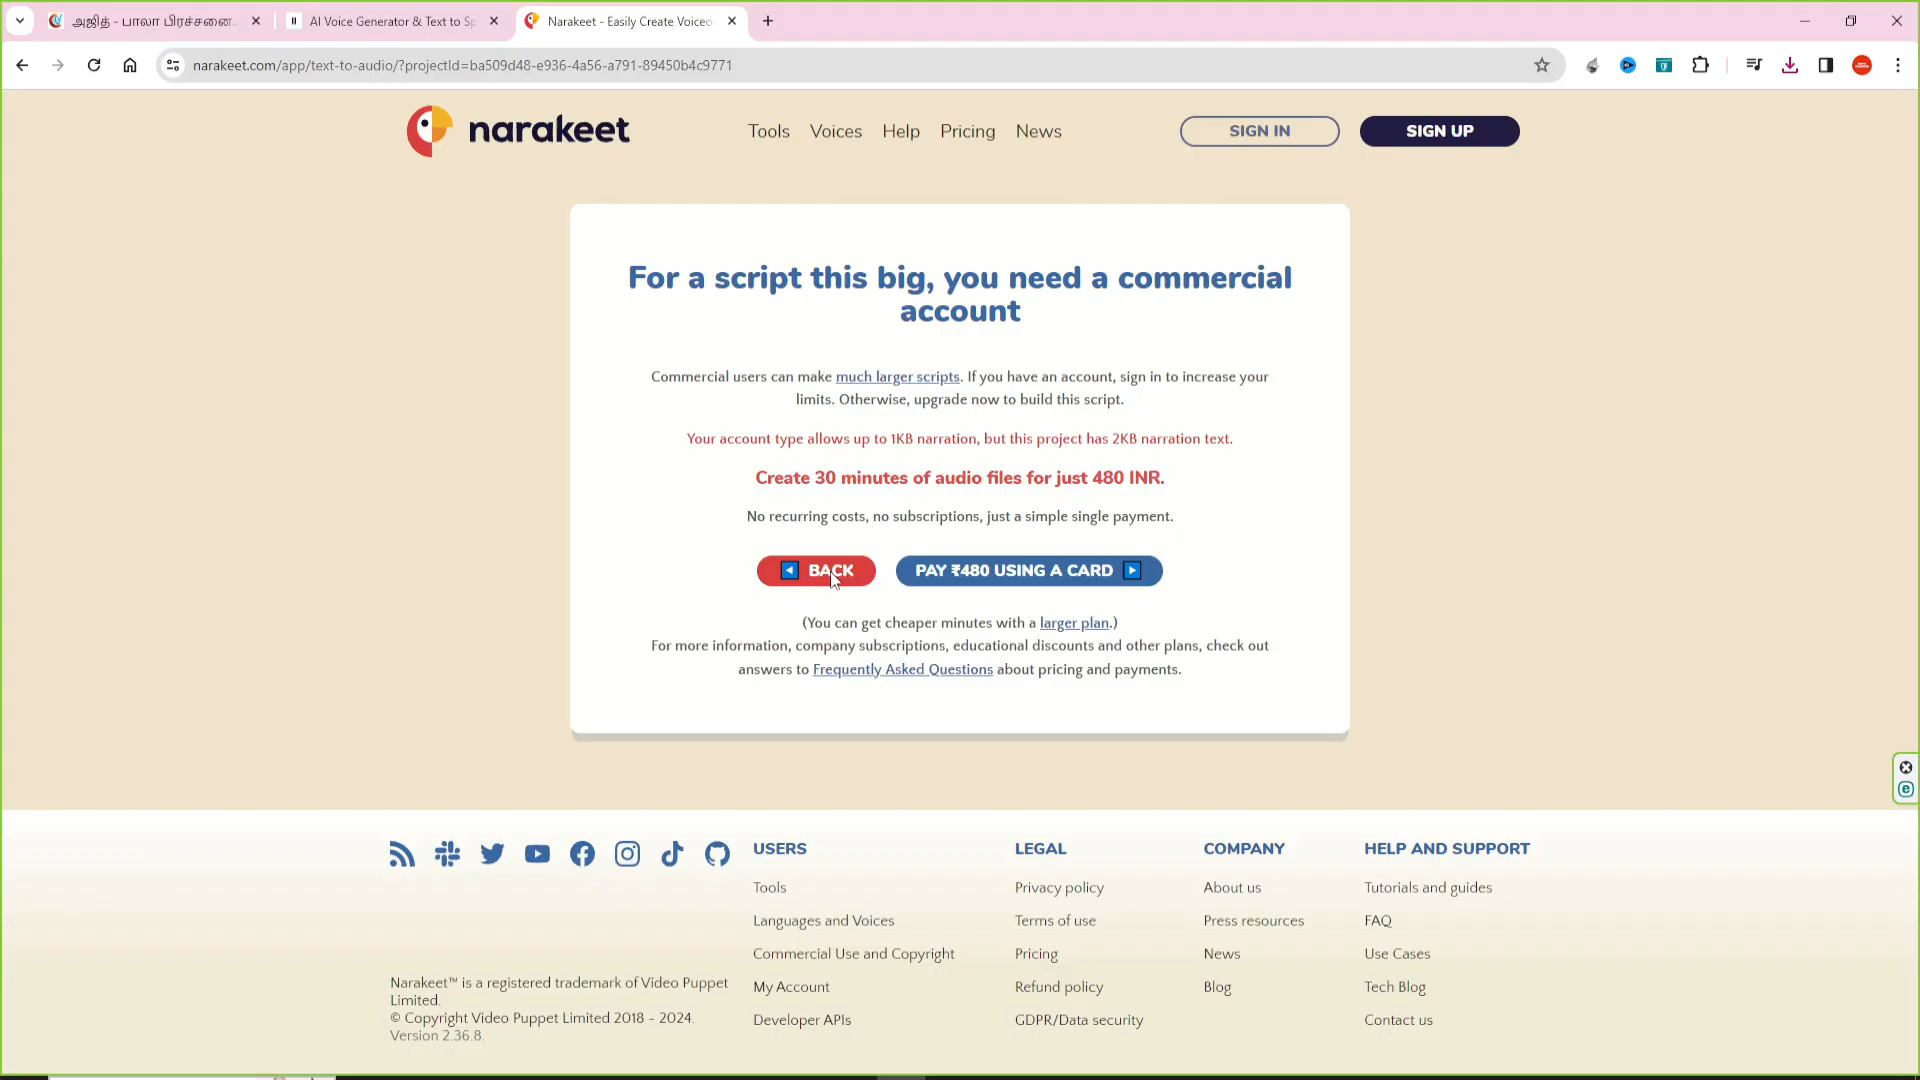 அஜித் - பாலா பிரச்சனை.
AI Voice Generator & Text to Sp
Narakeet - Easily Create Voiceo
narakeet.com/app/text-to-audio/?projectId=ba509d48-e936-4a56-a791-89450b4c9771
narakeet
Tools
Voices
Help
Pricing
News
SIGN IN
SIGN UP
For a script this big, you need a commercial
account
Commercial users can make much larger scripts. If you have an account, sign in to increase your
limits. Otherwise, upgrade now to build this script.
Your account type allows up to 1KB narration, but this project has 2KB narration text.
Create 30 minutes of audio files for just 480 INR.
No recurring costs, no subscriptions, just a simple single payment.
BACK
PAY ₹480 USING A CARD
(You can get cheaper minutes with a larger plan.)
For more information, company subscriptions, educational discounts and other plans, check out
answers to Frequently Asked Questions about pricing and payments.
Narakeet™ is a registered trademark of Video Puppet
Limited.
© Copyright Video Puppet Limited 2018 - 2024.
Version 2.36.8.
USERS
Tools
Languages and Voices
Commercial Use and Copyright
My Account
Developer APIs
LEGAL
Privacy policy
Terms of use
Pricing
Refund policy
GDPR/Data security
COMPANY
About us
Press resources
News
Blog
HELP AND SUPPORT
Tutorials and guides
FAQ
Use Cases
Tech Blog
Contact us